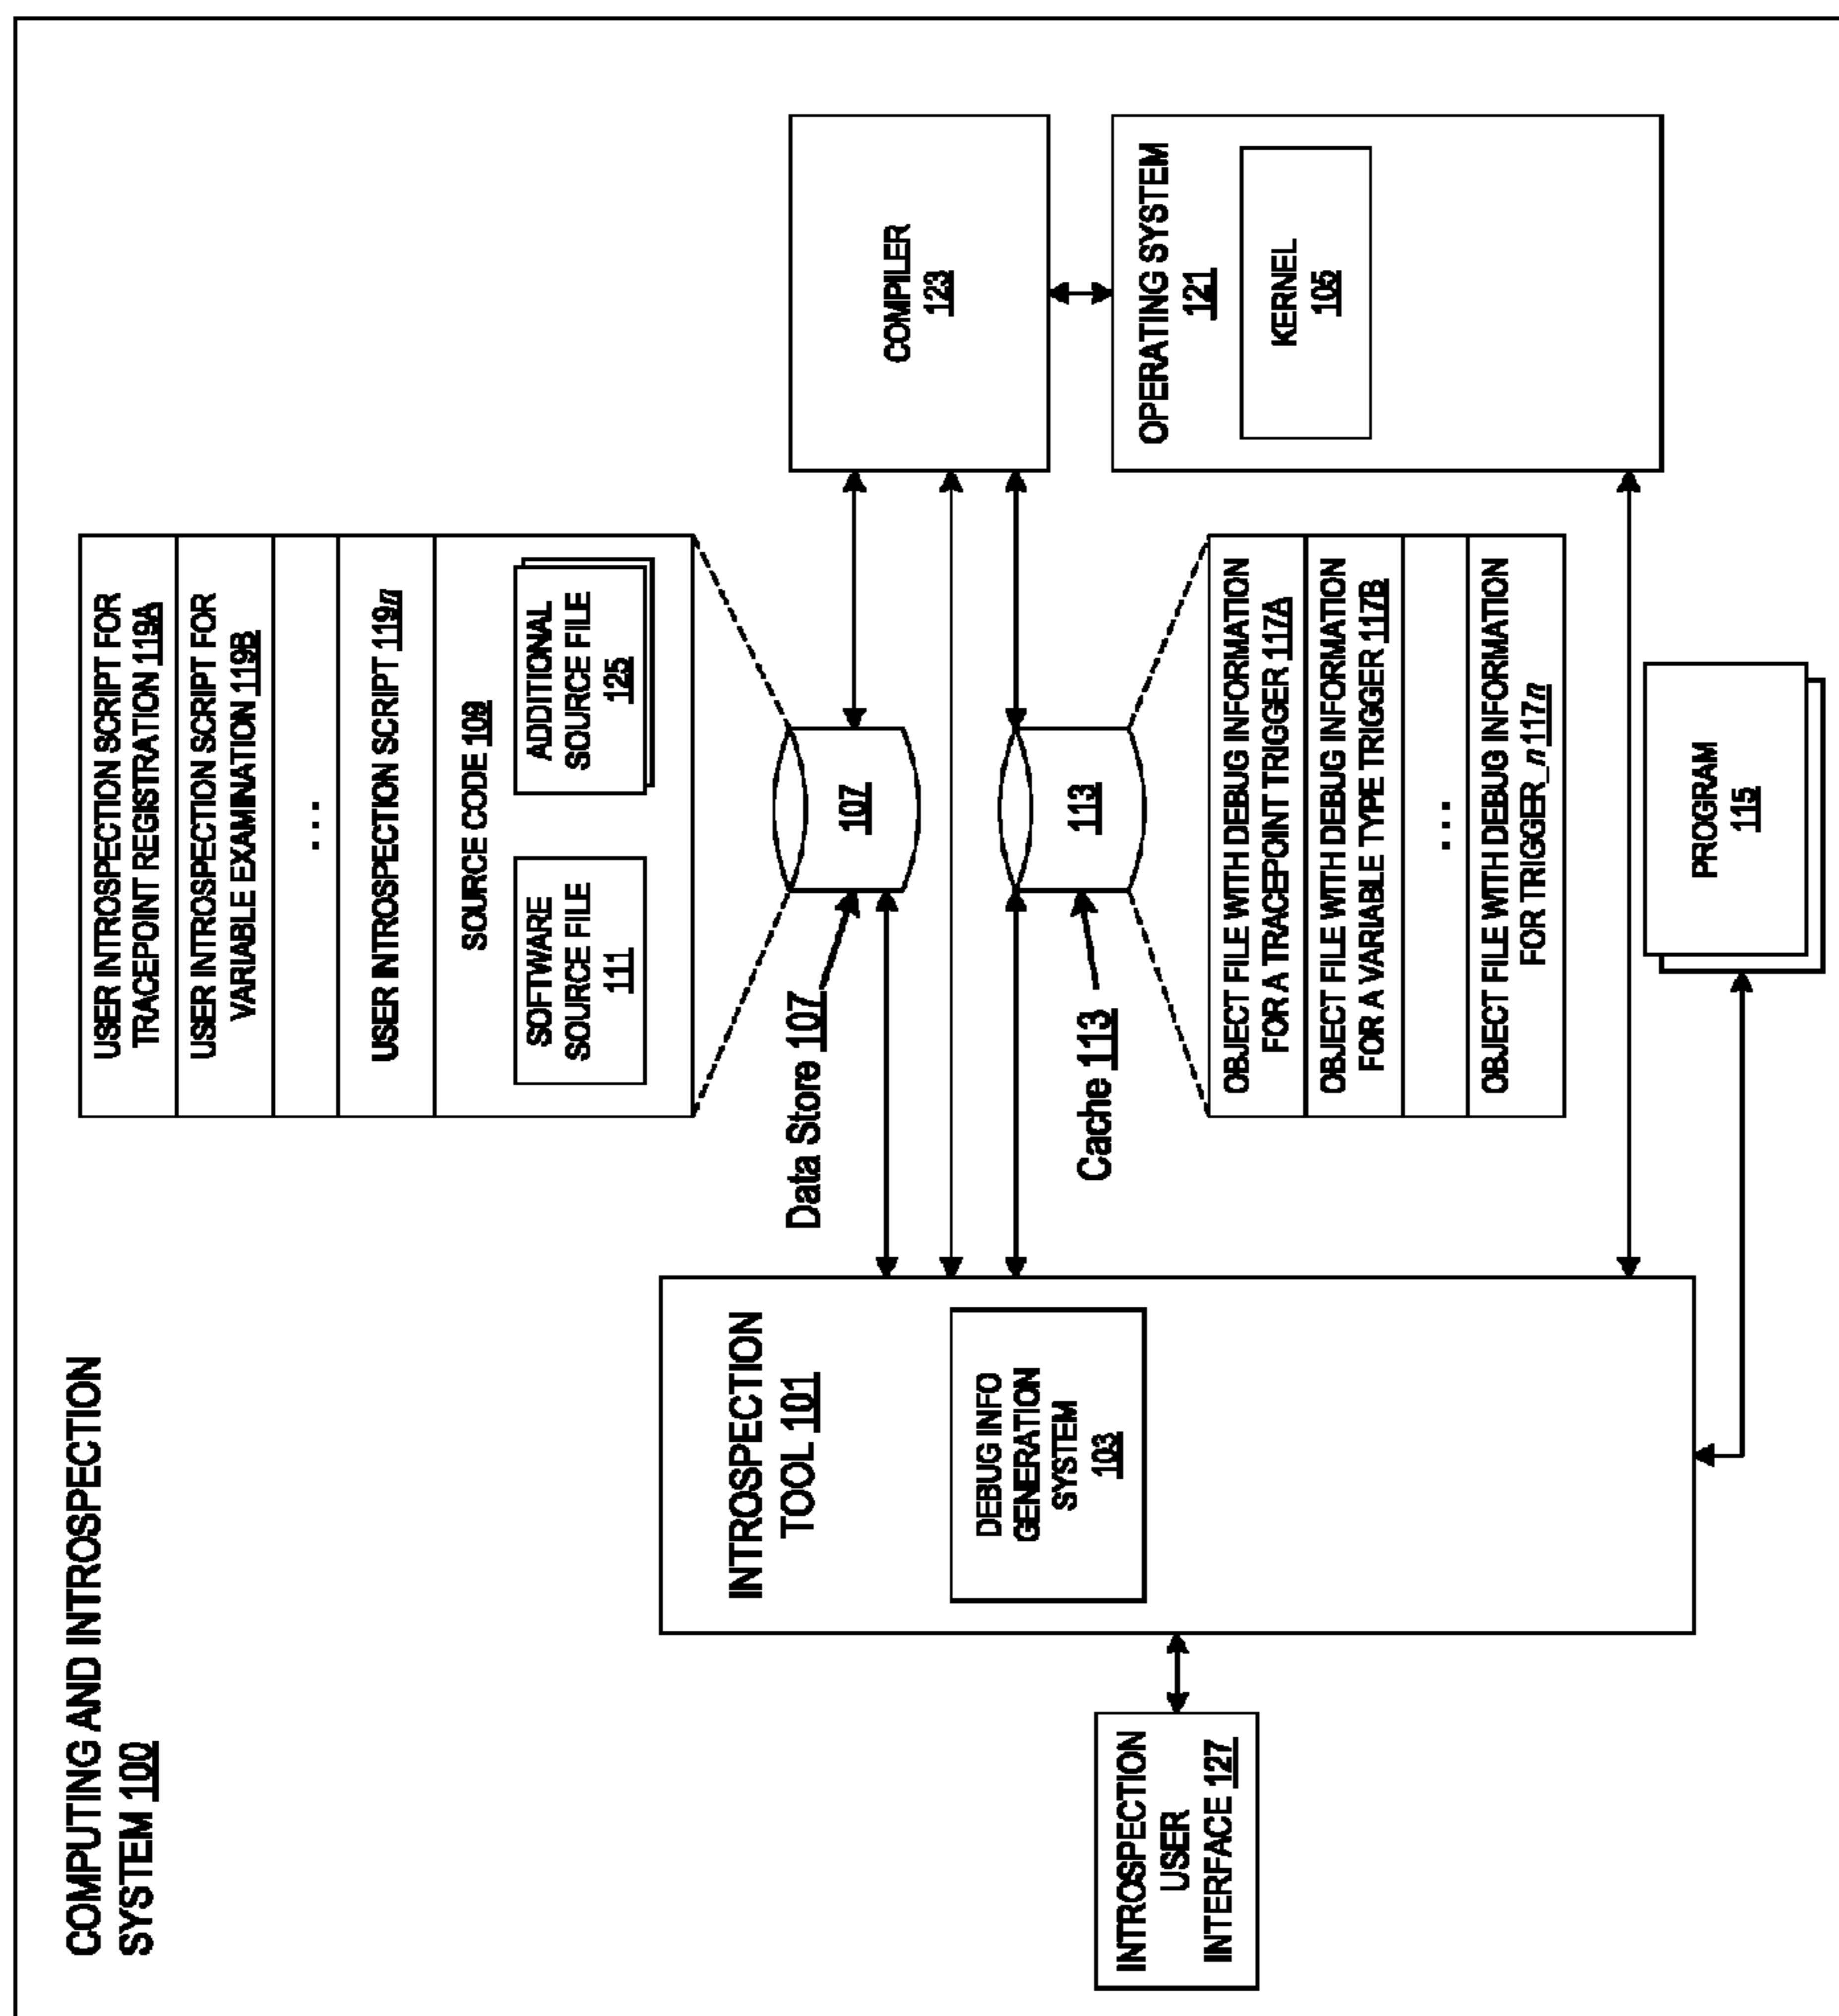 COMPUTING AND INTROSPECTION
SYSTEM 100
INTROSPECTION
USER
INTERFACE 127
INTROSPECTION
TOOL 101
DEBUG INFO
GENERATION
SYSTEM
103
USER INTROSPECTION SCRIPT FOR
TRACEPOINT REGISTRATION 119A
USER INTROSPECTION SCRIPT FOR
VARIABLE EXAMINATION 119B
...
USER INTROSPECTION SCRIPT 119n
SOURCE CODE 109
SOFTWARE
SOURCE FILE
111
ADDITIONAL
SOURCE FILE
125
Data Store 107
107
Cache 113
113
OBJECT FILE WITH DEBUG INFORMATION
FOR A TRACEPOINT TRIGGER 117A
OBJECT FILE WITH DEBUG INFORMATION
FOR A VARIABLE TYPE TRIGGER 117B
...
OBJECT FILE WITH DEBUG INFORMATION
FOR TRIGGER_n 117n
PROGRAM
115
COMPILER
123
OPERATING SYSTEM
121
KERNEL
105